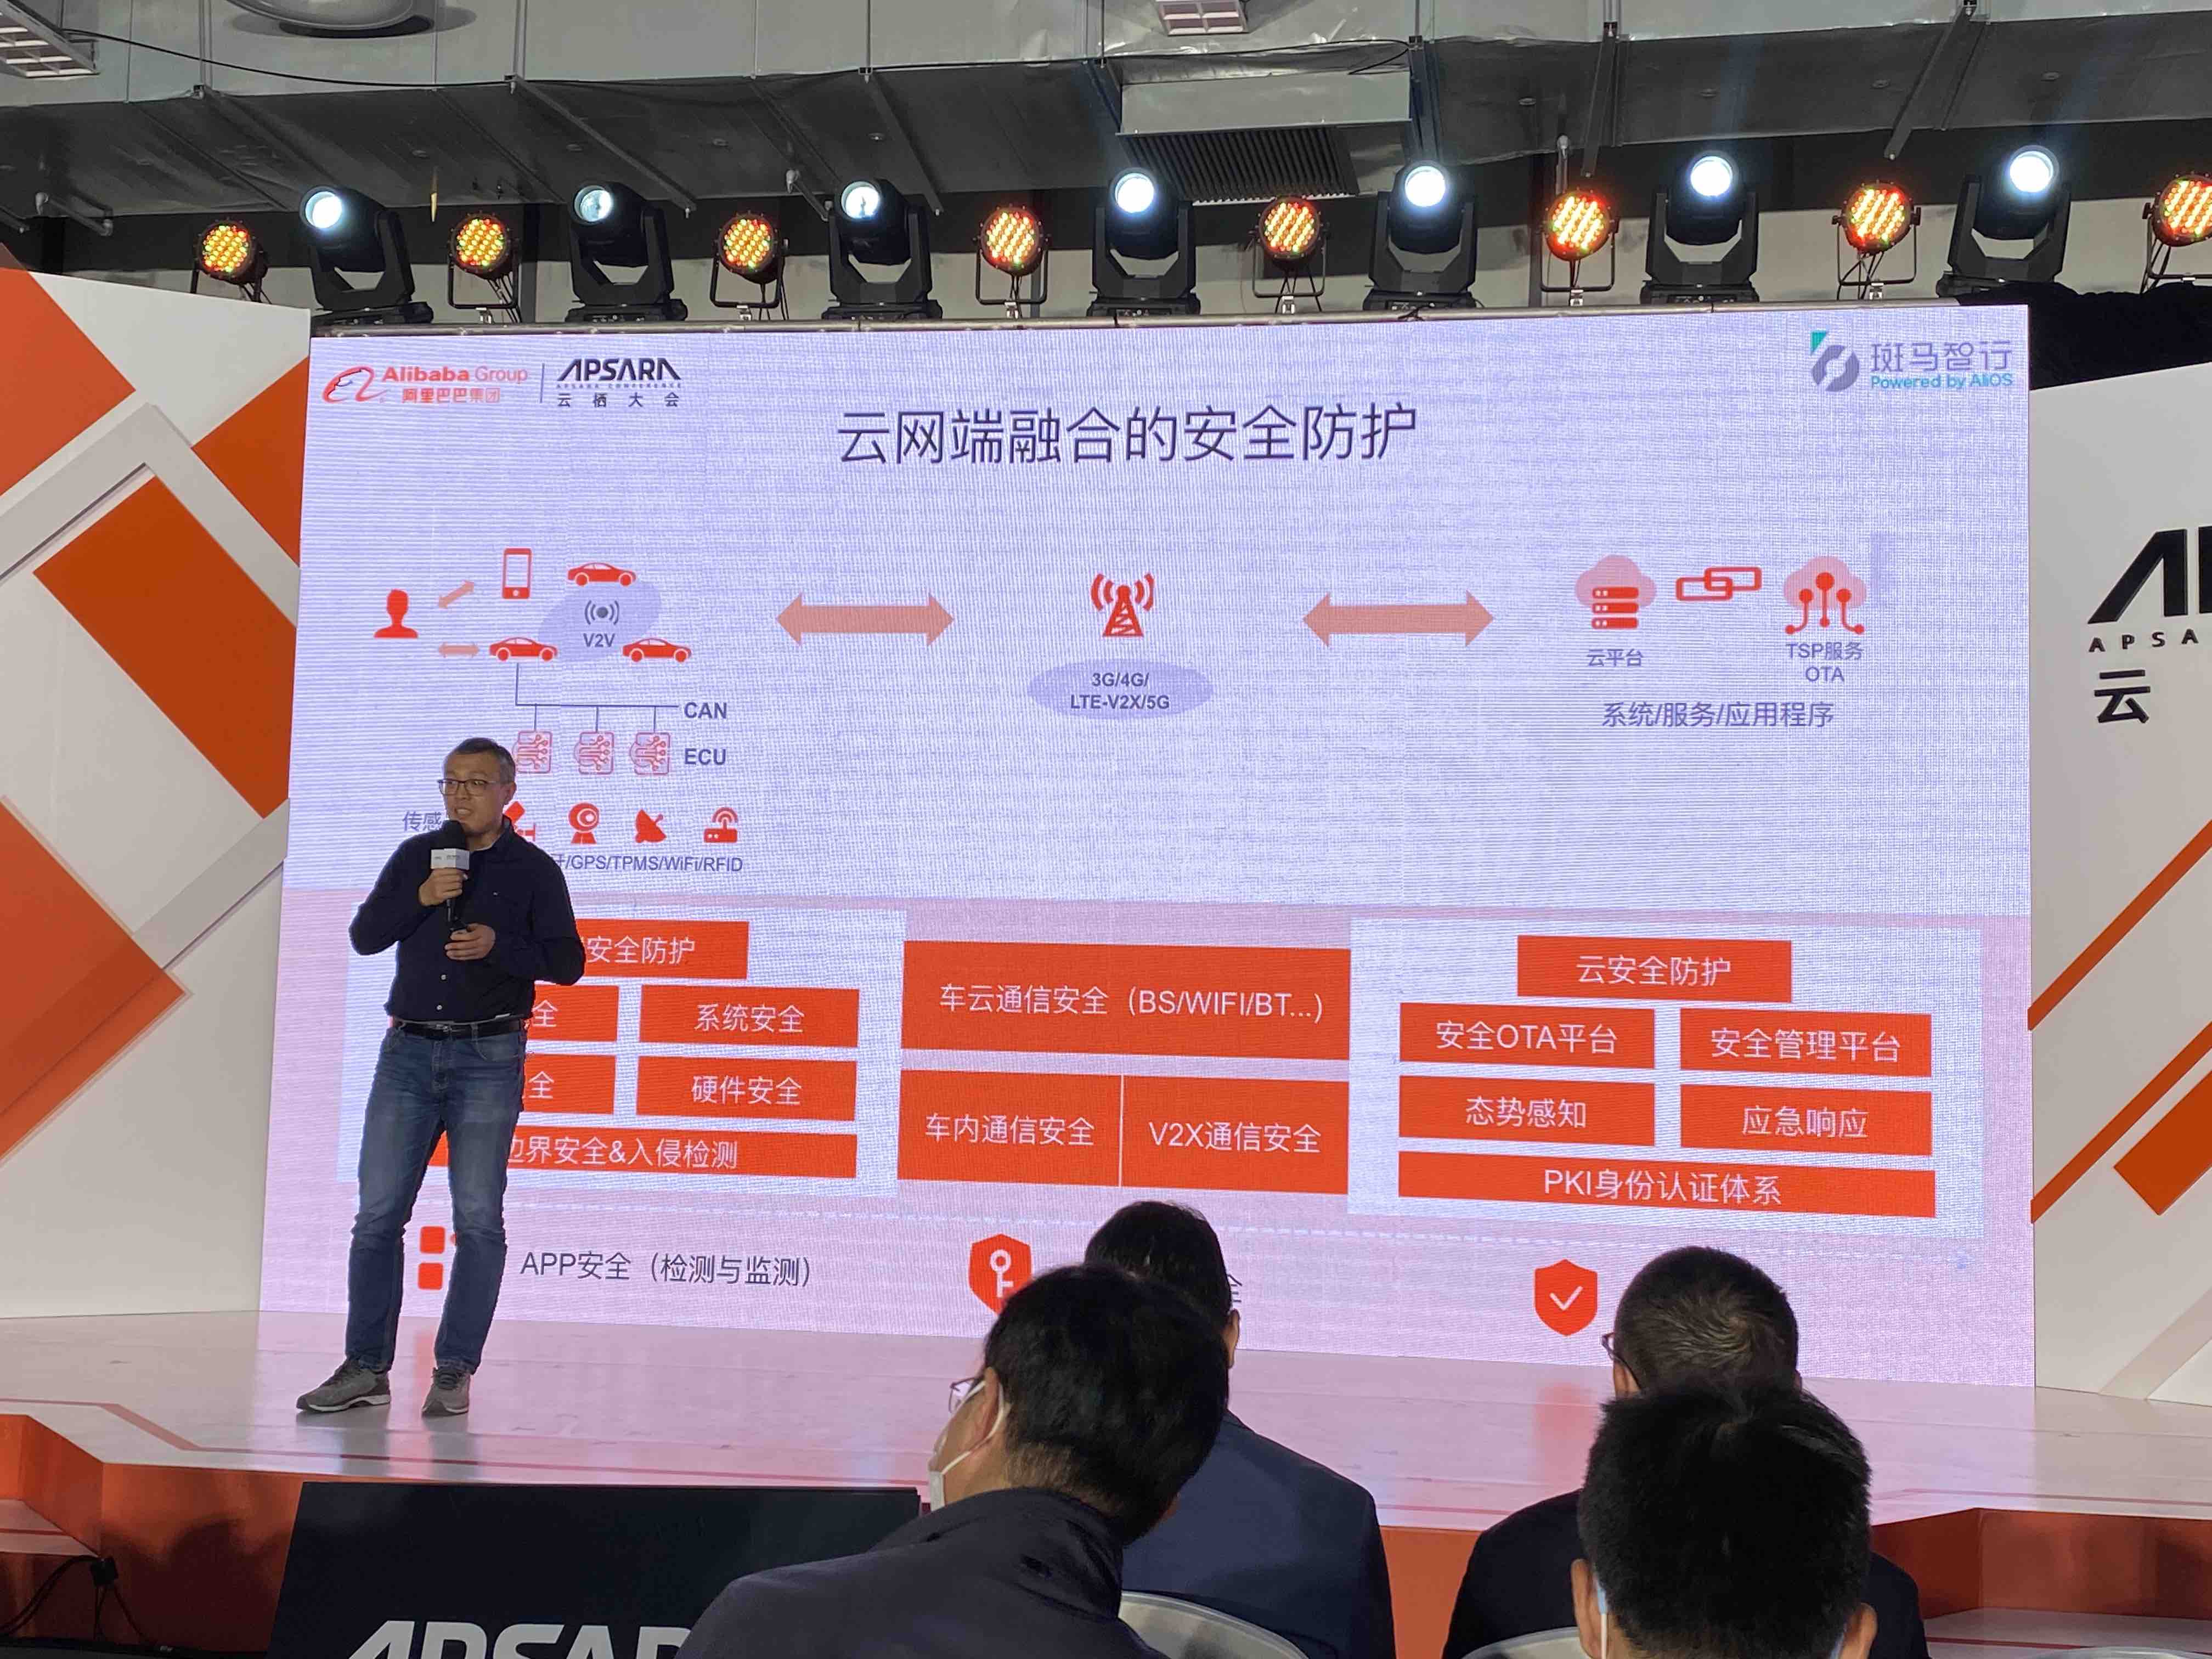 Alibaba Group
阿里巴巴集团
APSARA
APSARA CONFERENCE
云栖大会
斑马智行
Powered by AliOS
云网端融合的安全防护
V2V
CAN
ECU
传感
/GPS/TPMS/WiFi/RFID
3G/4G/
LTE-V2X/5G
云平台
TSP服务
OTA
系统/服务/应用程序
安全防护
全
系统安全
全
硬件安全
边界安全&入侵检测
车云通信安全（BS/WIFI/BT...）
车内通信安全
V2X通信安全
云安全防护
安全OTA平台
安全管理平台
态势感知
应急响应
PKI身份认证体系
APP安全（检测与监测）
A
APSA
云
APSAR